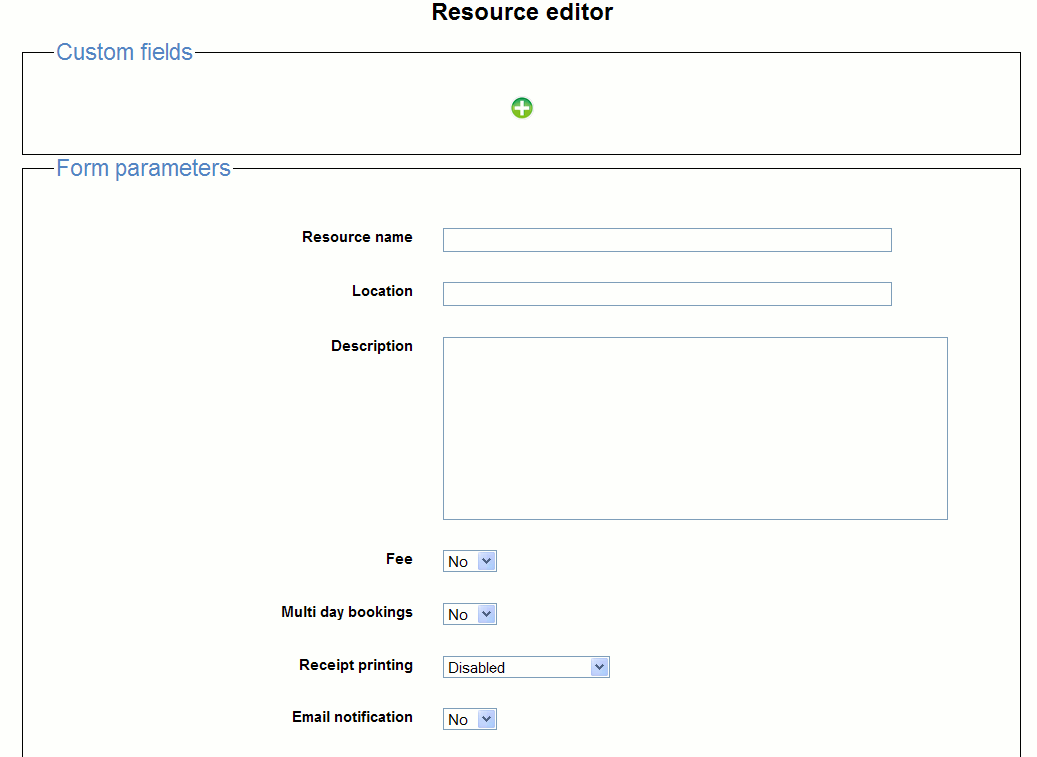 Resource editor
Custom fields
Form parameters
Resource name
Location
Description
Fee No
Multi day bookings No
Receipt printing Disabled
Email notification No